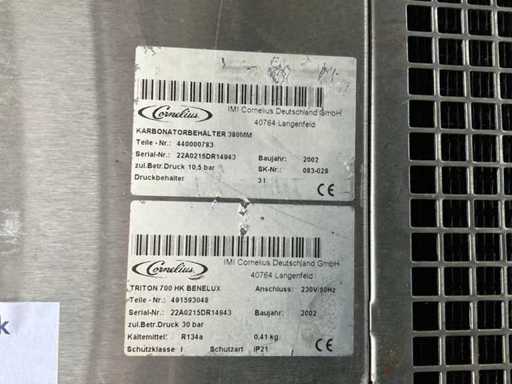 Cornelius
IMI Cornelius Deutschland GmbH
40764 Langenfeld
KARBONATORBEHÄLTER 380MM
Teile - Nr.: 440000783
Serial-Nr.: 22A0215DR14943 Baujahr: 2002
zul.Betr.Druck 10,5 bar SK-Nr.: 083-028
Druckbehälter 3 l CE
Cornelius
IMI Cornelius Deutschland GmbH
40764 Langenfeld
TRITON 700 HK BENELUX Anschluss: 230V/50Hz
Teile - Nr.: 491593048
Serial-Nr.: 22A0215DR14943 Baujahr: 2002
zul.Betr.Druck 30 bar
Kältemittel: R134a 0,41 kg
Schutzklasse I Schutzart IP21 CE
k